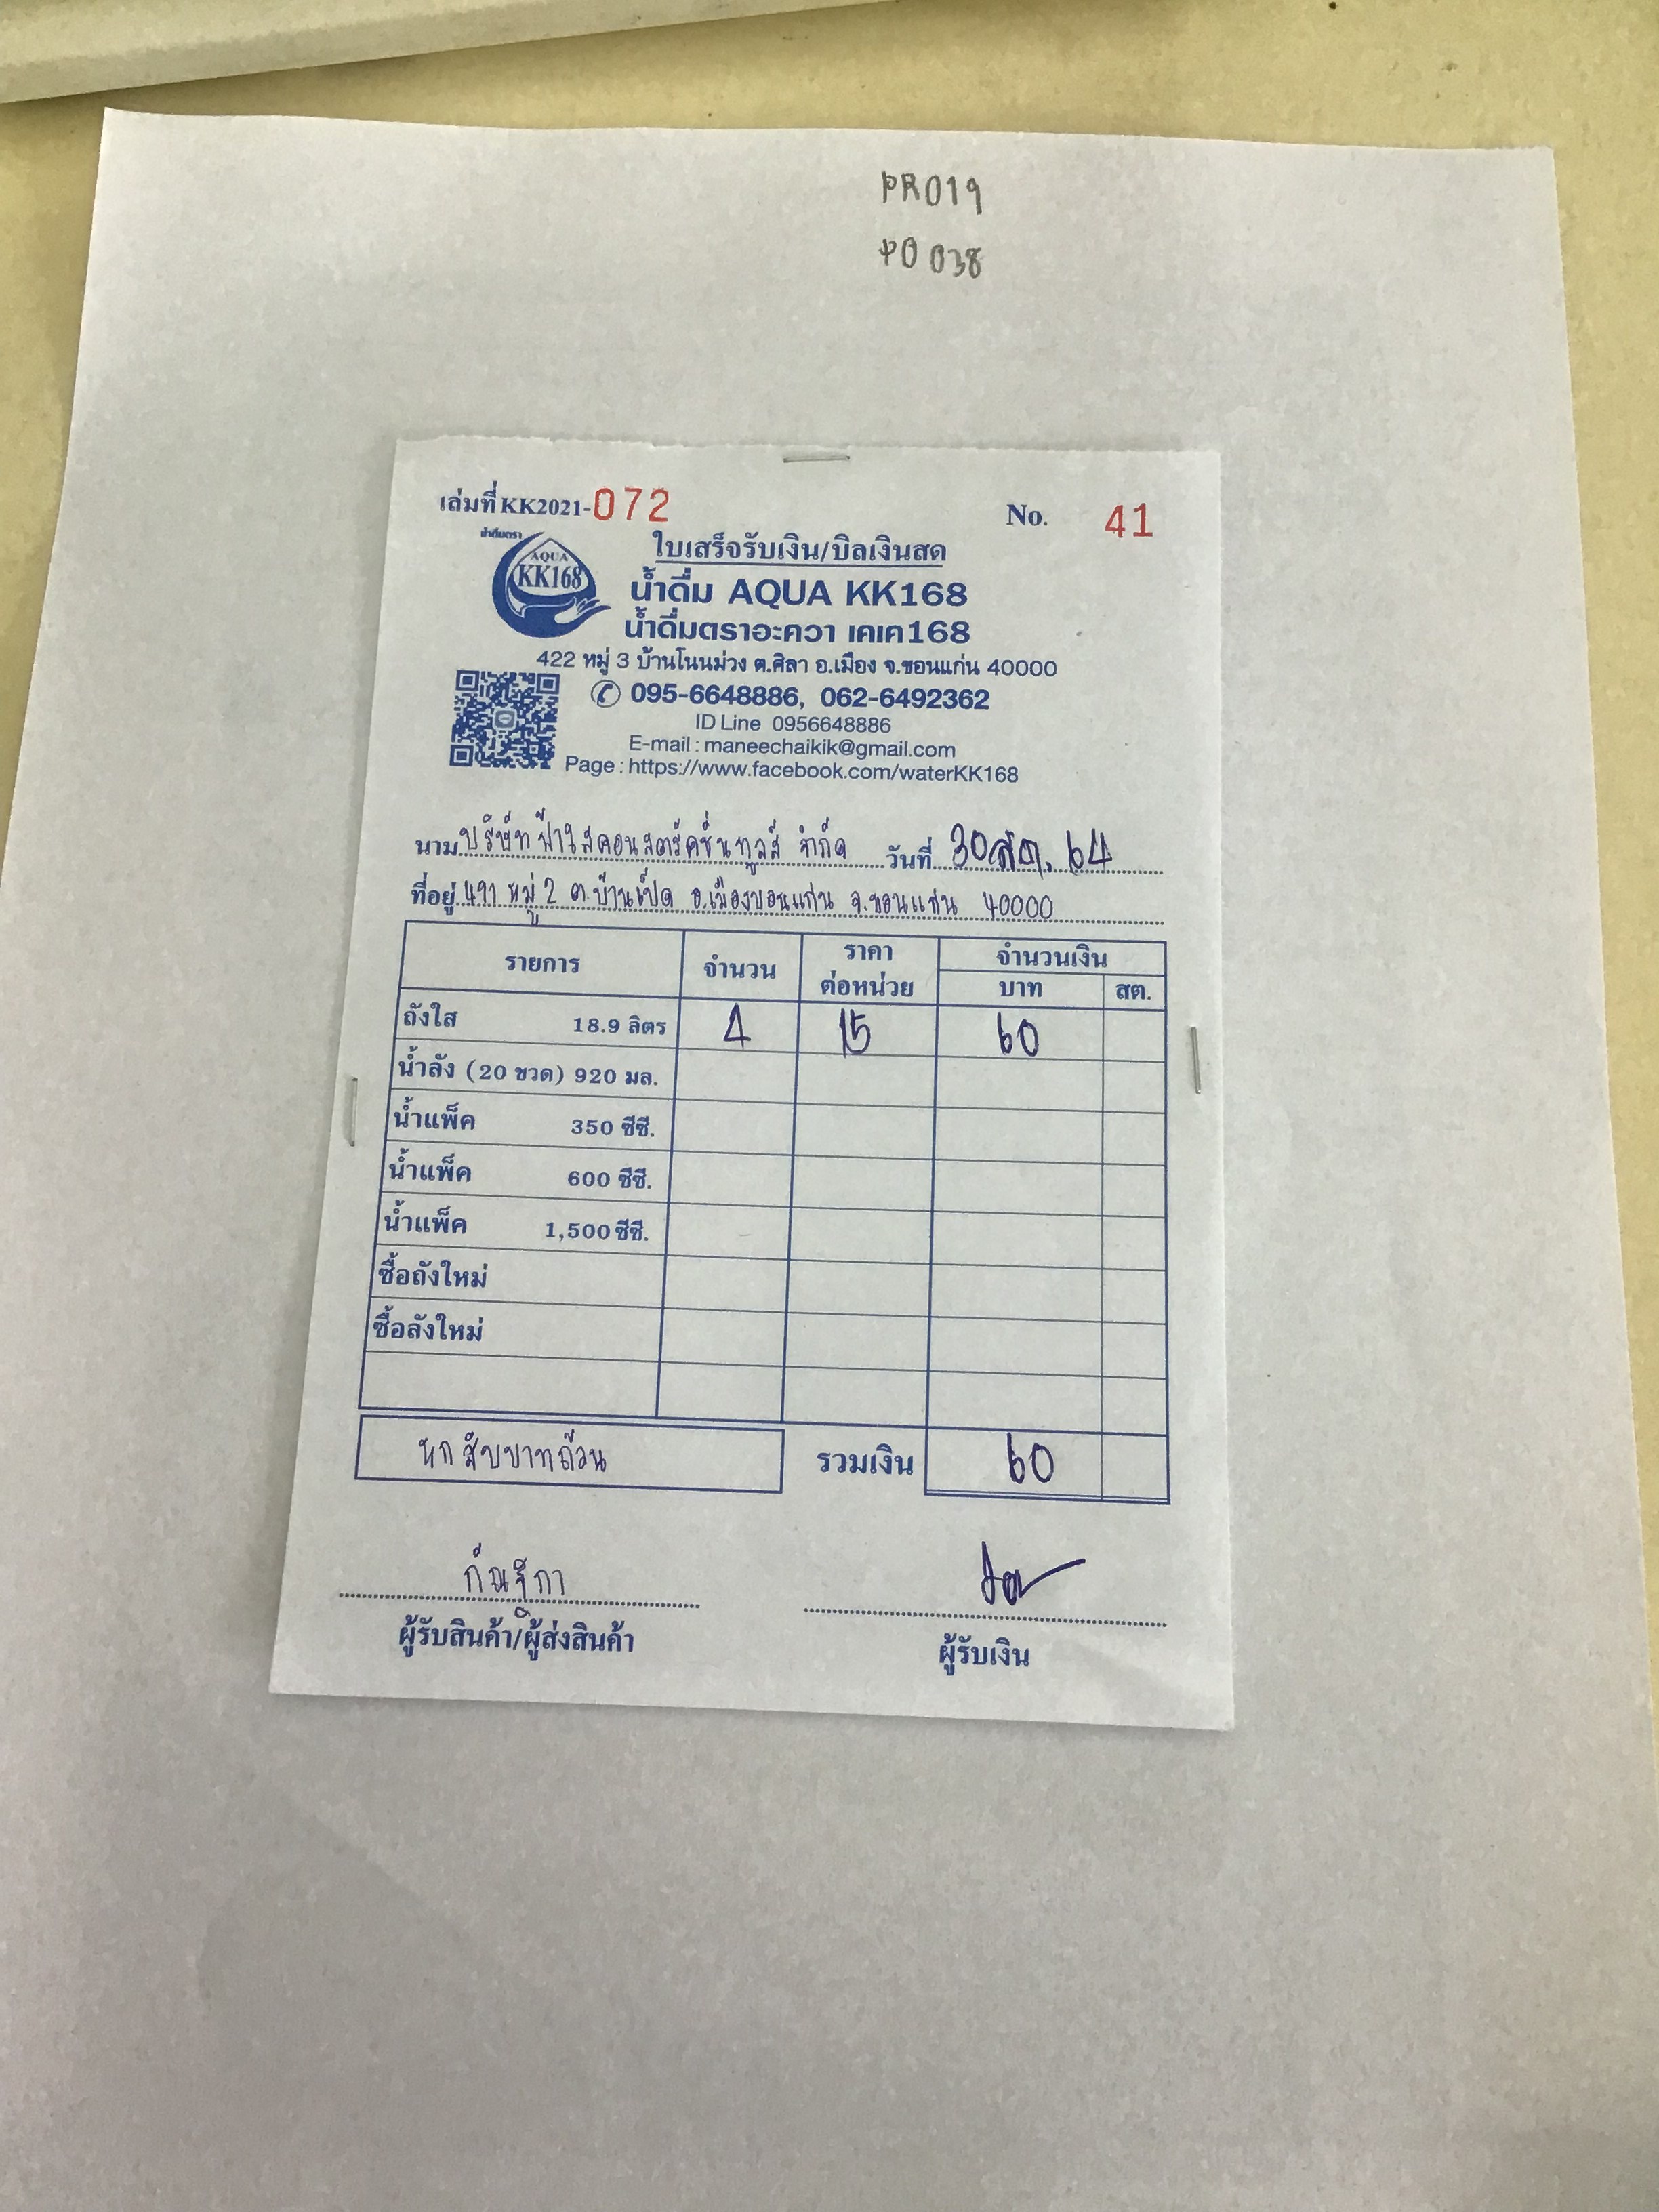 PR019
PO 038
เล่มที่ KK2021-072
No. 41
ใบเสร็จรับเงิน/บิลเงินสด
AQUA
KK168
น้ำดื่ม AQUA KK168
น้ำดื่มตราอะควา เคเค168
422 หมู่ 3 บ้านโนนม่วง ต.ศิลา อ.เมือง จ.ขอนแก่น 40000
095-6648886, 062-6492362
ID Line 0956648886
E-mail : maneechaikik@gmail.com
Page : https://www.facebook.com/waterKK168
นาม บริษัท ฟาวิสคอนสตรัคชั่น ทูลส์ จำกัด วันที่ 30 ส.ค. 64
ที่อยู่ 477 หมู่ 2 ต.บ้านเป็ด อ.เมืองขอนแก่น จ.ขอนแก่น 40000
รายการ จำนวน ราคาต่อหน่วย จำนวนเงิน
บาท สต.
ถังใส 18.9 ลิตร 4 15 60
น้ำลัง (20 ขวด) 920 มล.
น้ำแพ็ค 350 ซีซี.
น้ำแพ็ค 600 ซีซี.
น้ำแพ็ค 1,500 ซีซี.
ซื้อถังใหม่
ซื้อลังใหม่
หกสิบบาทถ้วน รวมเงิน 60
ผู้รับสินค้า/ผู้ส่งสินค้า
ผู้รับเงิน